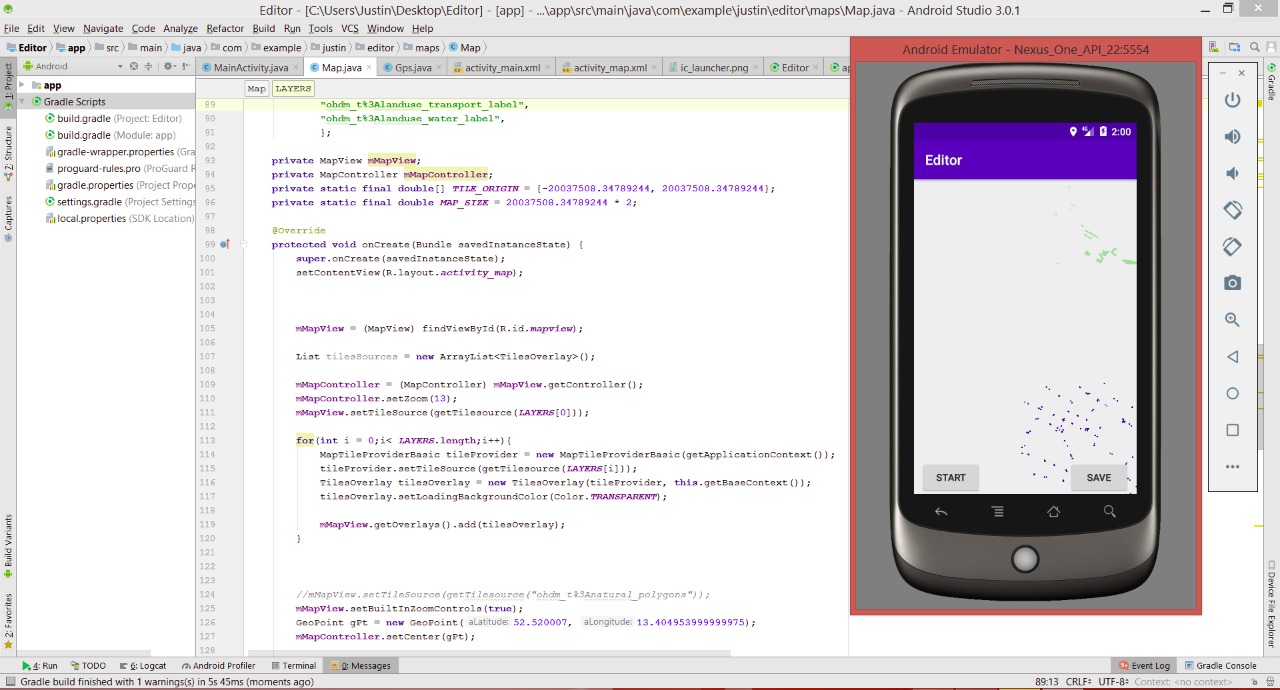 Editor - [C:\Users\Justin\Desktop\Editor] - [app] - ...\app\src\main\java\com\example\justin\editor\maps\Map.java - Android Studio 3.0.1
File Edit View Navigate Code Analyze Refactor Build Run Tools VCS Window Help
Editor app src main java com example justin editor maps Map
Android Emulator - Nexus_One_API_22:5554
Android
MainActivity.java Map.java Gps.java activity_main.xml activity_map.xml ic_launcher.png Editor
app
Gradle Scripts
build.gradle (Project: Editor)
build.gradle (Module: app)
gradle-wrapper.properties (Gra
proguard-rules.pro (ProGuard R
gradle.properties (Project Prope
settings.gradle (Project Settings
local.properties (SDK Location)
1: Project
Z: Structure
Captures
Build Variants
2: Favorites
Map LAYERS
89 "ohdm_t%3Alanduse_transport_label",
90 "ohdm_t%3Alanduse_water_label",
91 };
92
93 private MapView mMapView;
94 private MapController mMapController;
95 private static final double[] TILE_ORIGIN = {-20037508.34789244, 20037508.34789244};
96 private static final double MAP_SIZE = 20037508.34789244 * 2;
97
98 @Override
99 protected void onCreate(Bundle savedInstanceState) {
100 super.onCreate(savedInstanceState);
101 setContentView(R.layout.activity_map);
102
103
104
105 mMapView = (MapView) findViewById(R.id.mapview);
106
107 List tilesSources = new ArrayList<TilesOverlay>();
108
109 mMapController = (MapController) mMapView.getController();
110 mMapController.setZoom(13);
111 mMapView.setTileSource(getTilesource(LAYERS[0]));
112
113 for(int i = 0;i< LAYERS.length;i++){
114 MapTileProviderBasic tileProvider = new MapTileProviderBasic(getApplicationContext());
115 tileProvider.setTileSource(getTilesource(LAYERS[i]));
116 TilesOverlay tilesOverlay = new TilesOverlay(tileProvider, this.getBaseContext());
117 tilesOverlay.setLoadingBackgroundColor(Color.TRANSPARENT);
118
119 mMapView.getOverlays().add(tilesOverlay);
120 }
121
122
123
124 //mMapView.setTileSource(getTilesource("ohdm_t%3Anatural_polygons"));
125 mMapView.setBuiltInZoomControls(true);
126 GeoPoint gPt = new GeoPoint( aLatitude: 52.520007, aLongitude: 13.404953999999975);
127 mMapController.setCenter(gPt);
128
2:00
Editor
START SAVE
Gradle
Device File Explorer
4: Run TODO 6: Logcat Android Profiler Terminal 0: Messages Event Log Gradle Console
Gradle build finished with 1 warnings(s) in 5s 45ms (moments ago) 89:13 CRLF UTF-8 Context: <no context>